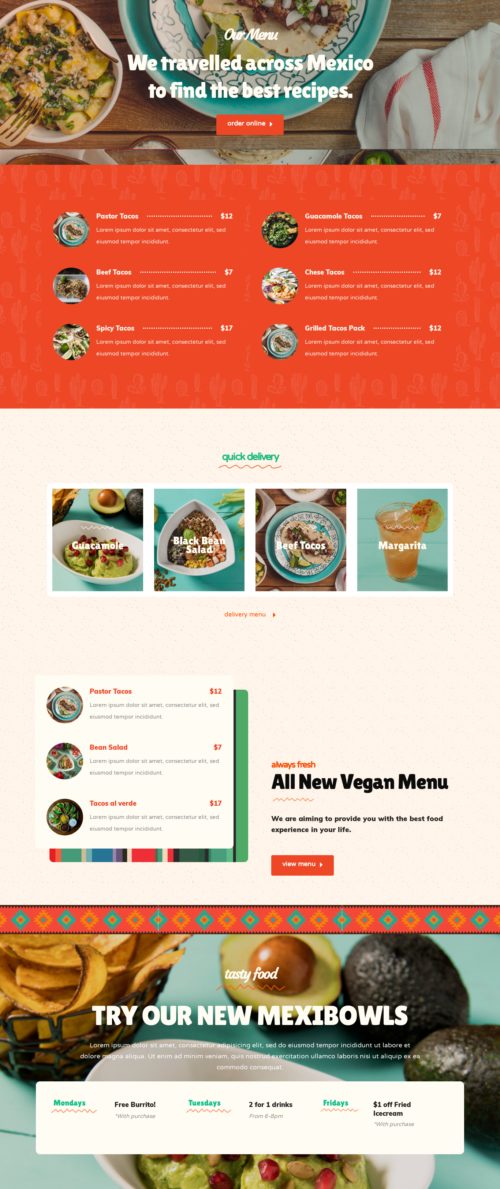 Our Menu
We travelled across Mexico
to find the best recipes.
order online
Pastor Tacos $12
Lorem ipsum dolor sit amet, consectetur elit, sed
eiusmod tempor incididunt.
Guacamole Tacos $7
Lorem ipsum dolor sit amet, consectetur elit, sed
eiusmod tempor incididunt.
Beef Tacos $7
Lorem ipsum dolor sit amet, consectetur elit, sed
eiusmod tempor incididunt.
Chese Tacos $12
Lorem ipsum dolor sit amet, consectetur elit, sed
eiusmod tempor incididunt.
Spicy Tacos $17
Lorem ipsum dolor sit amet, consectetur elit, sed
eiusmod tempor incididunt.
Grilled Tacos Pack $12
Lorem ipsum dolor sit amet, consectetur elit, sed
eiusmod tempor incididunt.
quick delivery
Guacamole
Black Bean
Salad
Beef Tocos
Margarita
delivery menu
Pastor Tacos $12
Lorem ipsum dolor sit amet, consectetur elit, sed
eiusmod tempor incididunt.
Bean Salad $7
Lorem ipsum dolor sit amet, consectetur elit, sed
eiusmod tempor incididunt.
Tacos al verde $17
Lorem ipsum dolor sit amet, consectetur elit, sed
eiusmod tempor incididunt.
always fresh
All New Vegan Menu
We are aiming to provide you with the best food
experience in your life.
view menu
tasty food
TRY OUR NEW MEXIBOWLS
Lorem ipsum dolor sit amet, consectetur adipisicing elit, sed do eiusmod tempor incididunt ut labore et
dolore magna aliqua. Ut enim ad minim veniam, quis nostrud exercitation ullamco laboris nisi ut aliquip ex ea
commodo consequat.
Mondays
Free Burrito!
*With purchase
Tuesdays
2 for 1 drinks
From 6-8pm
Fridays
$1 off Fried
Icecream
*With purchase